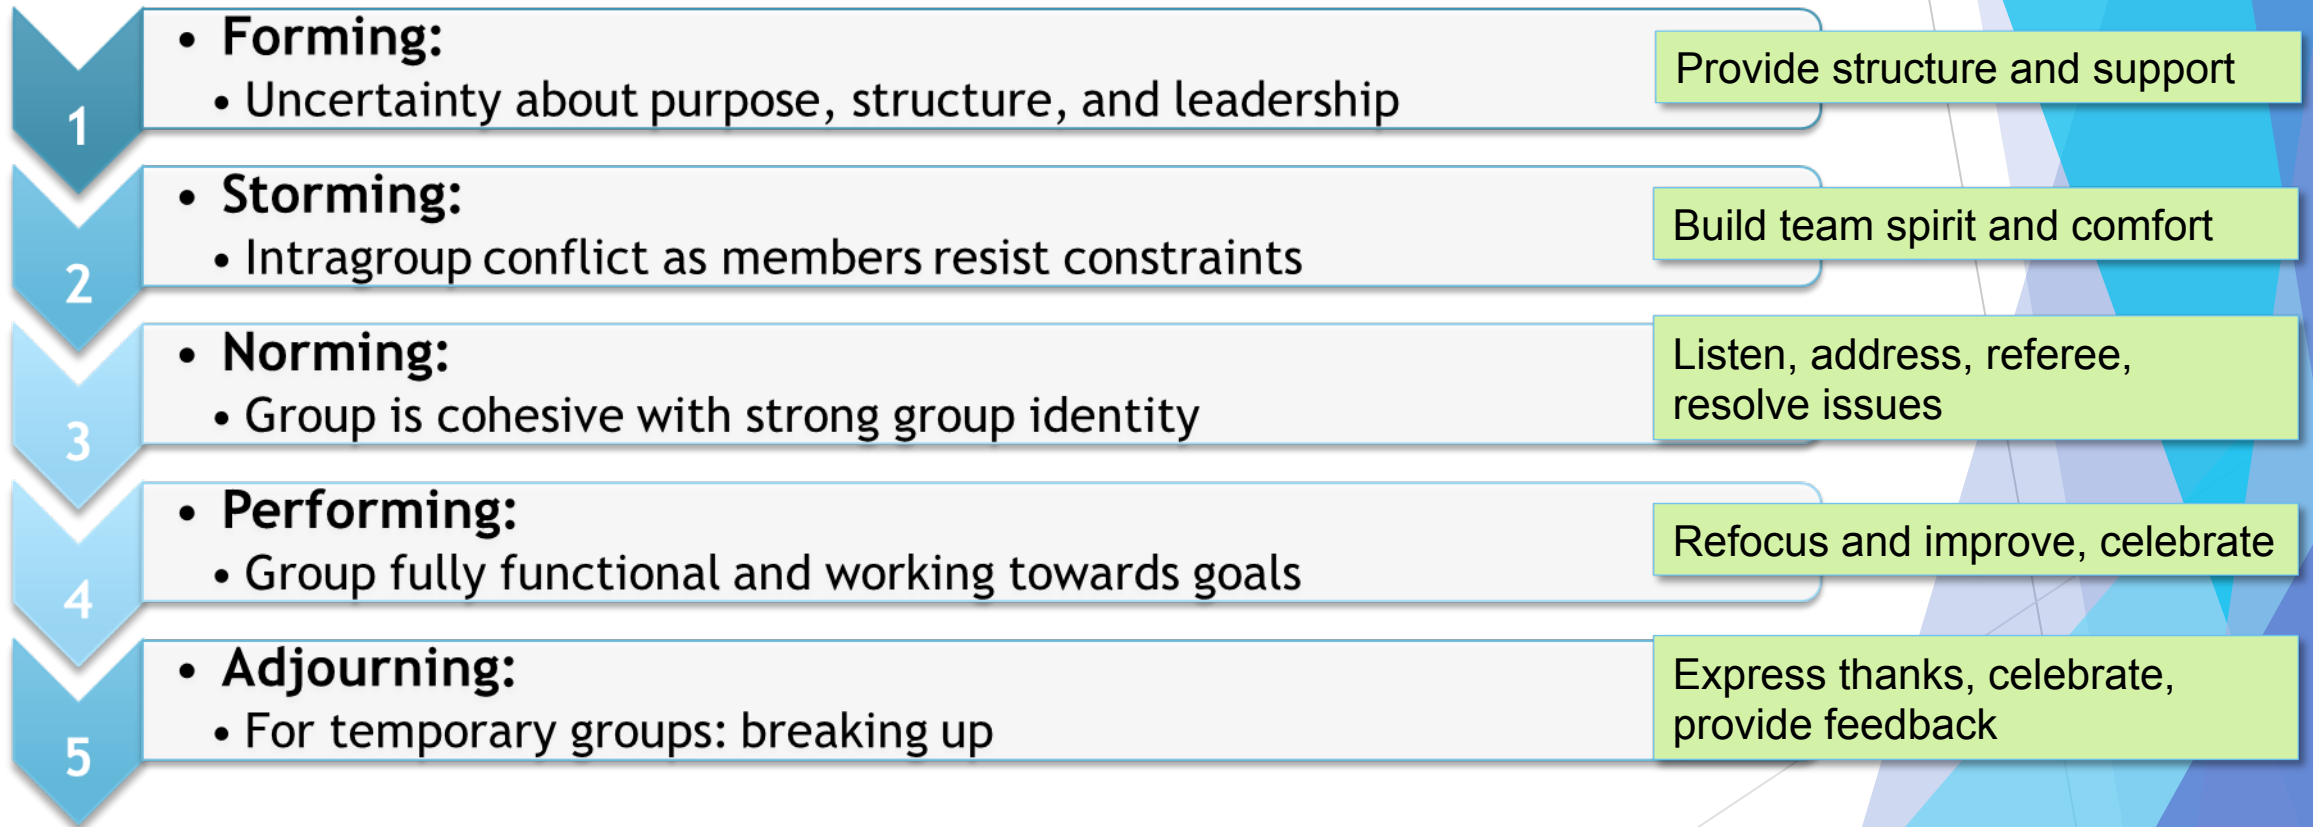 1
• Forming:
• Uncertainty about purpose, structure, and leadership
Provide structure and support
2
• Storming:
• Intragroup conflict as members resist constraints
Build team spirit and comfort
3
• Norming:
• Group is cohesive with strong group identity
Listen, address, referee,
resolve issues
4
• Performing:
• Group fully functional and working towards goals
Refocus and improve, celebrate
5
• Adjourning:
• For temporary groups: breaking up
Express thanks, celebrate,
provide feedback